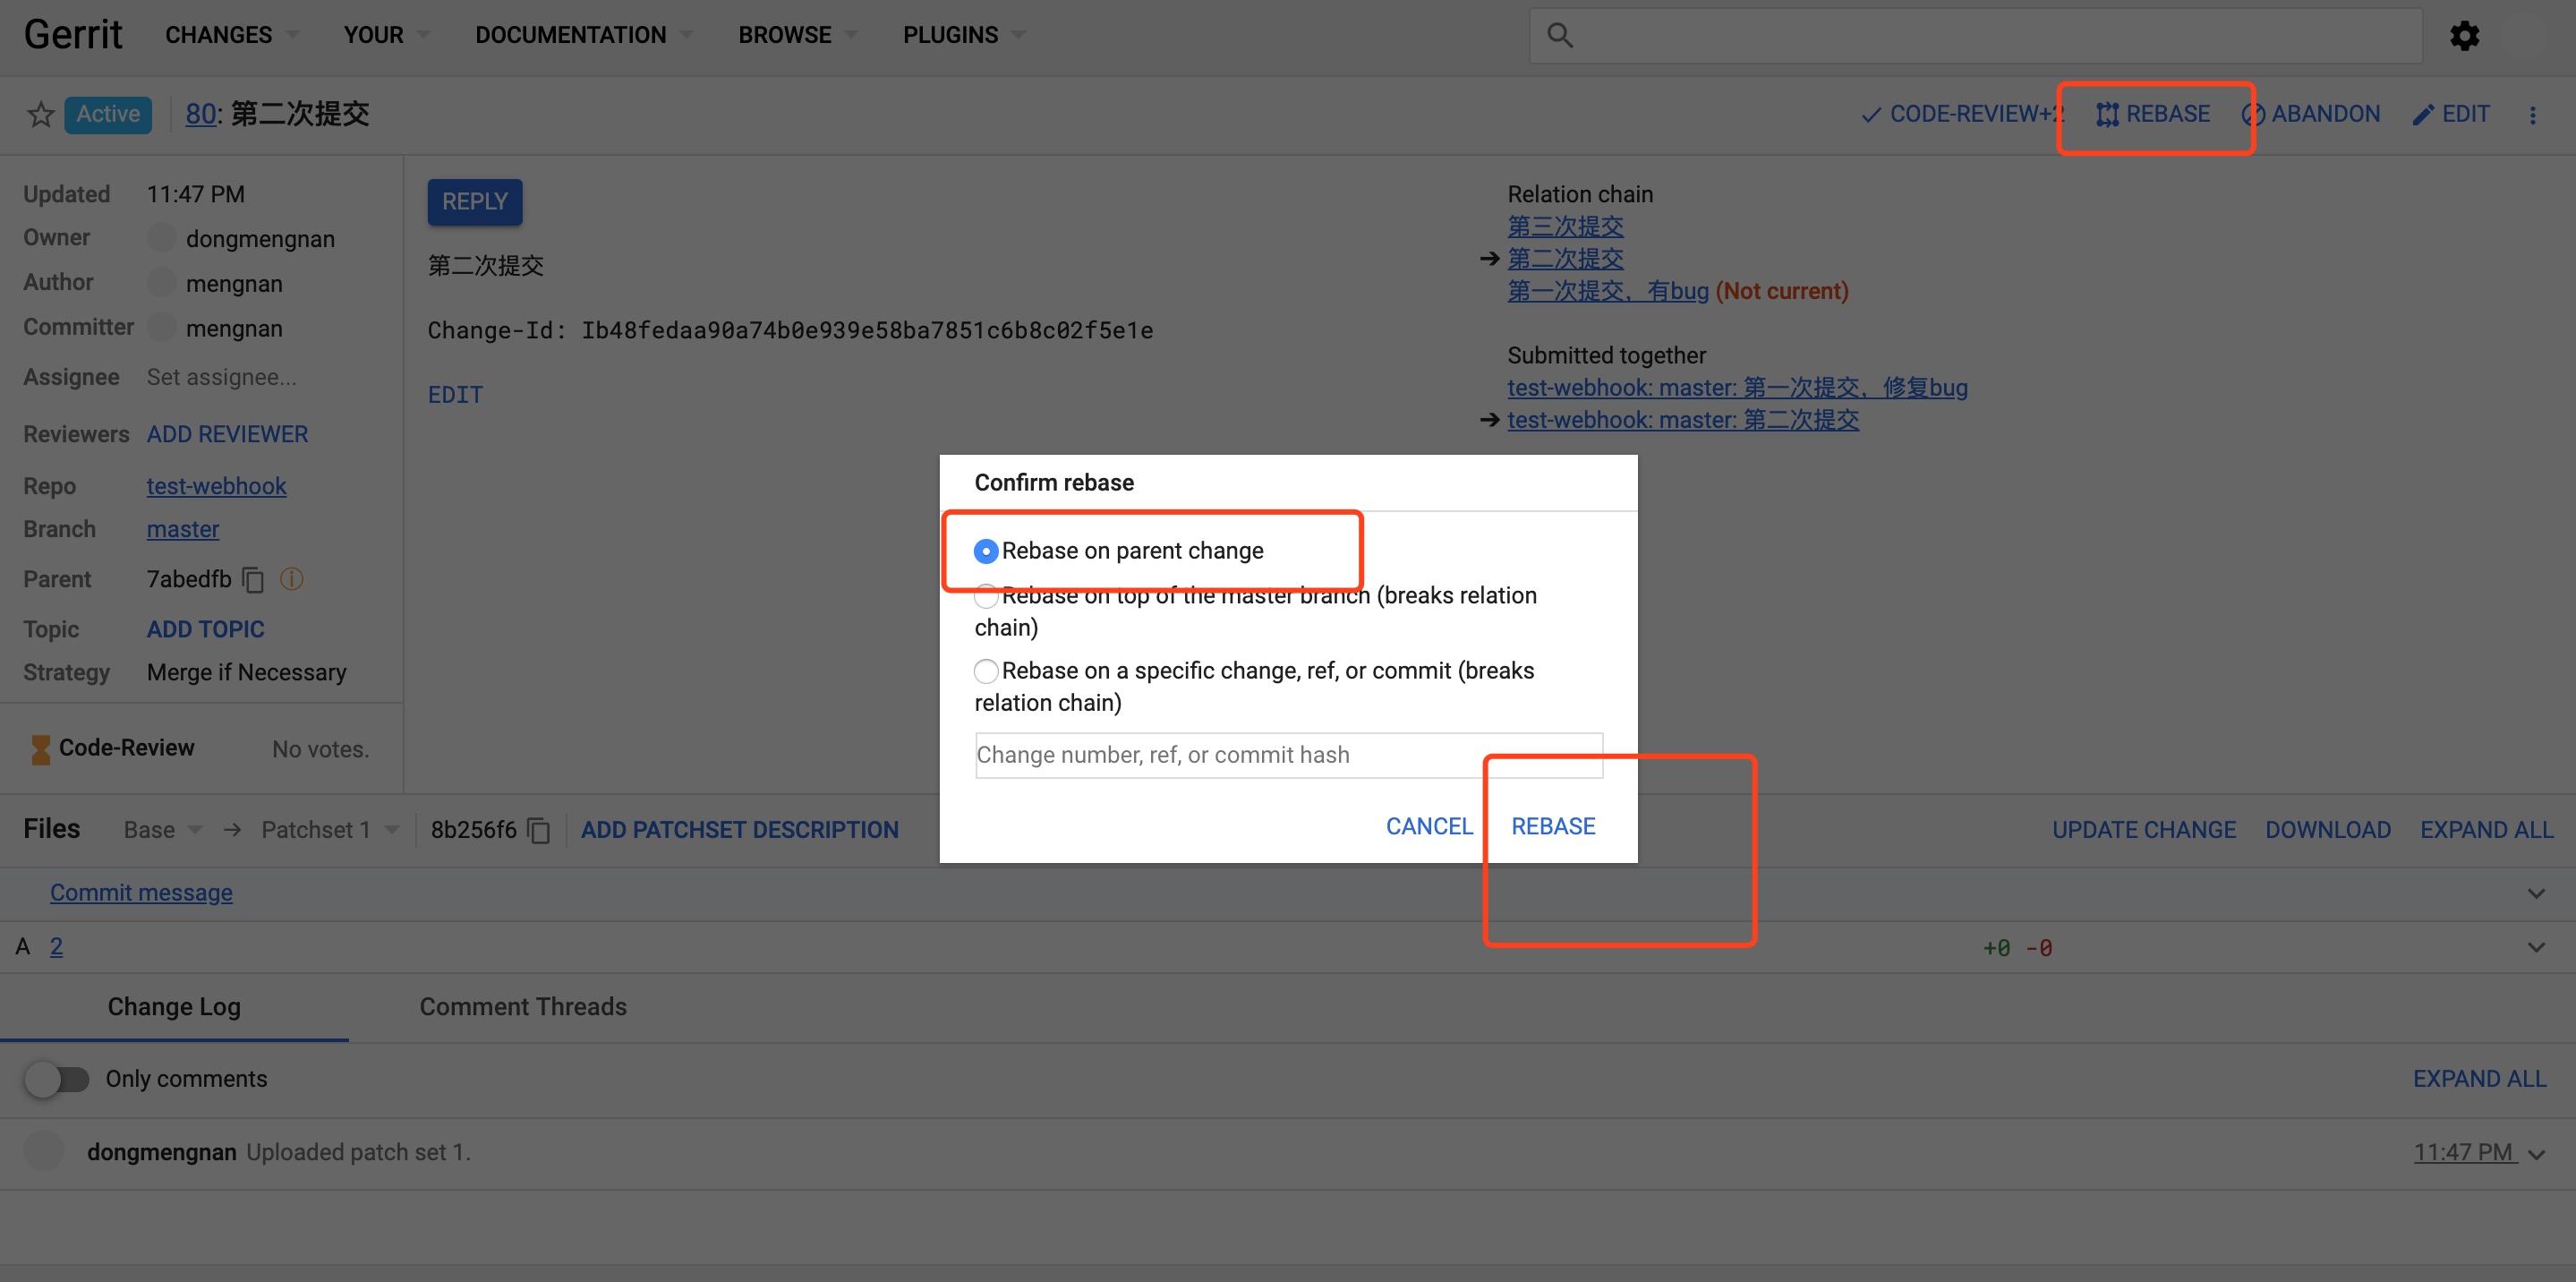 Gerrit CHANGES YOUR DOCUMENTATION BROWSE PLUGINS
Active 80: 第二次提交 CODE-REVIEW+2 REBASE ABANDON EDIT
Updated 11:47 PM
Owner dongmengnan
Author mengnan
Committer mengnan
Assignee Set assignee...
Reviewers ADD REVIEWER
Repo test-webhook
Branch master
Parent 7abedfb
Topic ADD TOPIC
Strategy Merge if Necessary
Code-Review No votes.
REPLY
第二次提交
Change-Id: Ib48fedaa90a74b0e939e58ba7851c6b8c02f5e1e
EDIT
Relation chain
第三次提交
→ 第二次提交
第一次提交，有bug (Not current)
Submitted together
test-webhook: master: 第一次提交，修复bug
→ test-webhook: master: 第二次提交
Confirm rebase
Rebase on parent change
Rebase on top of the master branch (breaks relation
chain)
Rebase on a specific change, ref, or commit (breaks
relation chain)
Change number, ref, or commit hash
CANCEL REBASE
Files Base → Patchset 1 8b256f6 ADD PATCHSET DESCRIPTION UPDATE CHANGE DOWNLOAD EXPAND ALL
Commit message
A 2 +0 -0
Change Log Comment Threads
Only comments EXPAND ALL
dongmengnan Uploaded patch set 1. 11:47 PM